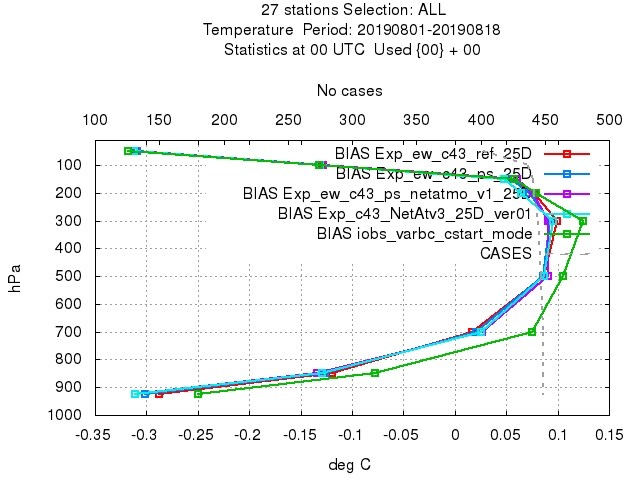 27 stations Selection: ALL
Temperature Period: 20190801-20190818
Statistics at 00 UTC Used {00} + 00
No cases
100 150 200 250 300 350 400 450 500
BIAS Exp_ew_c43_ref_25D
BIAS Exp_ew_c43_ps_25D
BIAS Exp_ew_c43_ps_netatmo_v1_25D
BIAS Exp_c43_NetAtv3_25D_ver01
BIAS iobs_varbc_cstart_mode
CASES
100
200
300
400
500
600
700
800
900
1000
hPa
-0.35 -0.3 -0.25 -0.2 -0.15 -0.1 -0.05 0 0.05 0.1 0.15
deg C